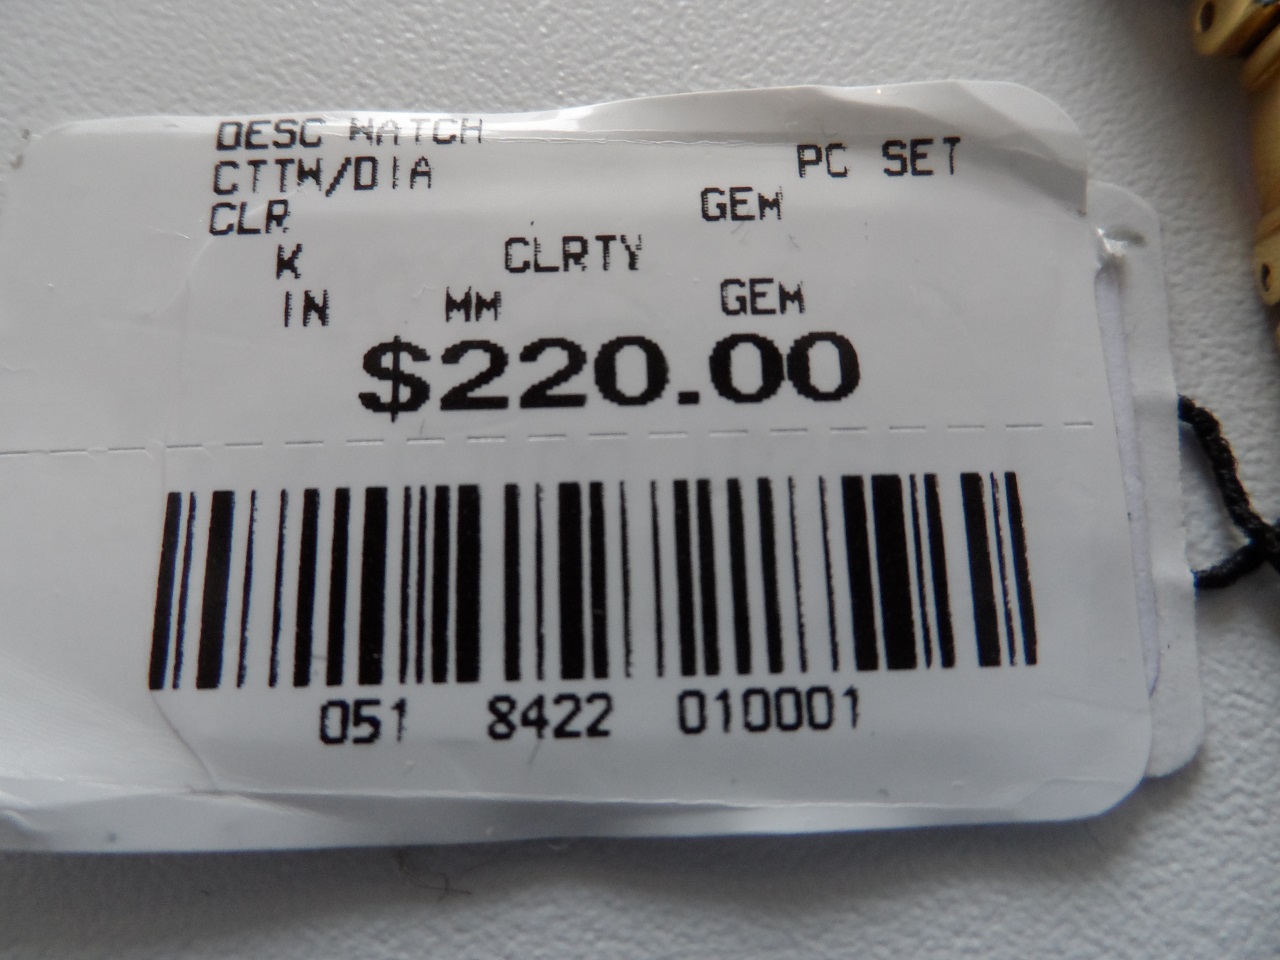 DESC WATCH
CTTW/DIA PC SET
CLR GEM
K CLRTY
IN MM GEM
$220.00
051 8422 010001